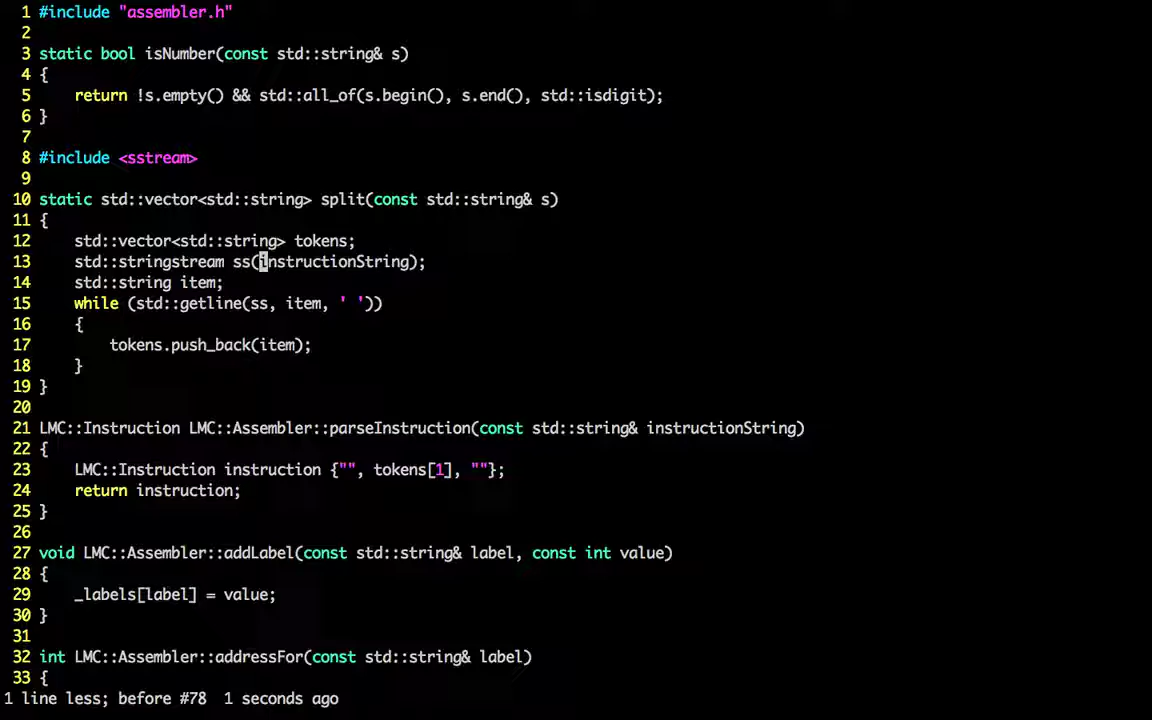 1 #include "assembler.h"
2
3 static bool isNumber(const std::string& s)
4 {
5     return !s.empty() && std::all_of(s.begin(), s.end(), std::isdigit);
6 }
7
8 #include <sstream>
9
10 static std::vector<std::string> split(const std::string& s)
11 {
12     std::vector<std::string> tokens;
13     std::stringstream ss(instructionString);
14     std::string item;
15     while (std::getline(ss, item, ' '))
16     {
17         tokens.push_back(item);
18     }
19 }
20
21 LMC::Instruction LMC::Assembler::parseInstruction(const std::string& instructionString)
22 {
23     LMC::Instruction instruction {"", tokens[1], ""};
24     return instruction;
25 }
26
27 void LMC::Assembler::addLabel(const std::string& label, const int value)
28 {
29     _labels[label] = value;
30 }
31
32 int LMC::Assembler::addressFor(const std::string& label)
33 {
1 line less; before #78  1 seconds ago